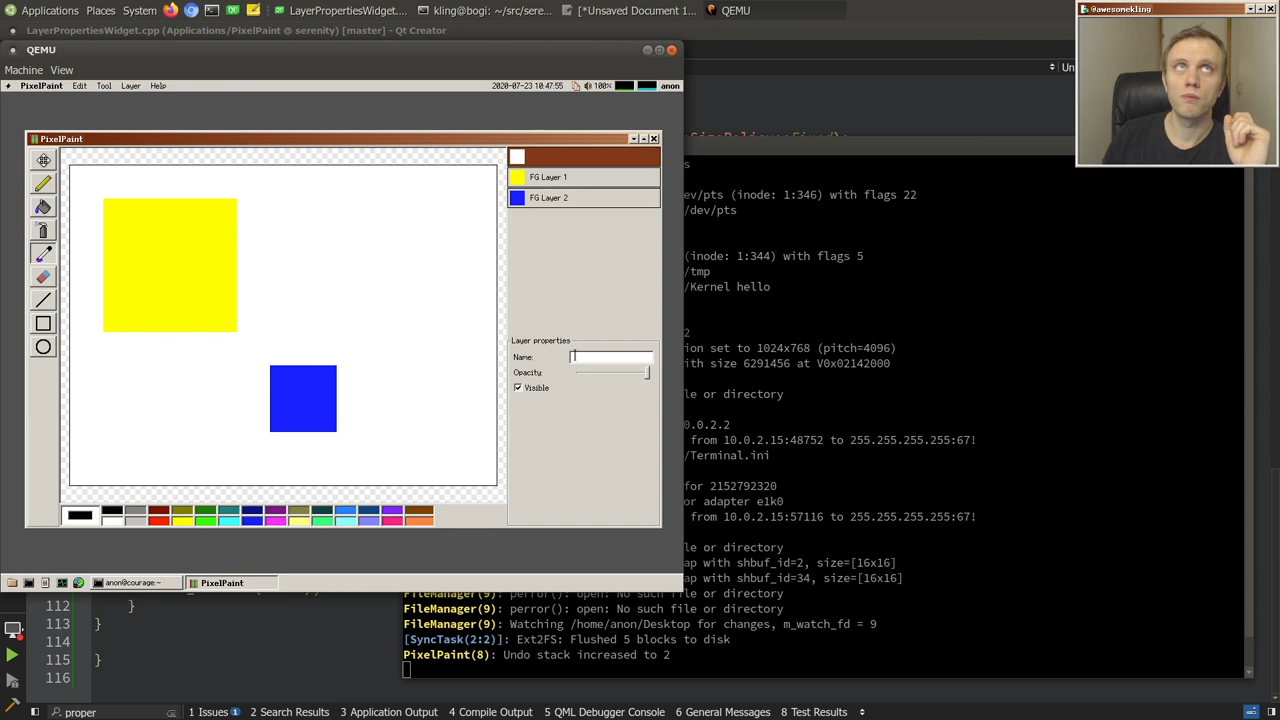 Applications Places System LayerPropertiesWidget.... kling@bogi: ~/src/sere... [*Unsaved Document 1... QEMU
@awesomekling
LayerPropertiesWidget.cpp (Applications/PixelPaint @ serenity) [master] - Qt Creator
QEMU
Machine View
Un
PixelPaint Edit Tool Layer Help 2020-07-23 10:47:55 100% anon
PixelPaint
FG Layer 1
FG Layer 2
Layer properties
Name:
Opacity:
Visible
anon@courage:~ PixelPaint
ev/pts (inode: 1:346) with flags 22
/dev/pts
(inode: 1:344) with flags 5
/tmp
/Kernel hello
2
ion set to 1024x768 (pitch=4096)
ith size 6291456 at V0x02142000
le or directory
0.0.2.2
from 10.0.2.15:48752 to 255.255.255.255:67!
/Terminal.ini
for 2152792320
or adapter e1k0
from 10.0.2.15:57116 to 255.255.255.255:67!
le or directory
ap with shbuf_id=2, size=[16x16]
ap with shbuf_id=34, size=[16x16]
FileManager(9): perror(): open: No such file or directory
FileManager(9): perror(): open: No such file or directory
FileManager(9): Watching /home/anon/Desktop for changes, m_watch_fd = 9
[SyncTask(2:2)]: Ext2FS: Flushed 5 blocks to disk
PixelPaint(8): Undo stack increased to 2
112 }
113 }
114
115 }
116
proper 1 Issues 1 2 Search Results 3 Application Output 4 Compile Output 5 QML Debugger Console 6 General Messages 8 Test Results